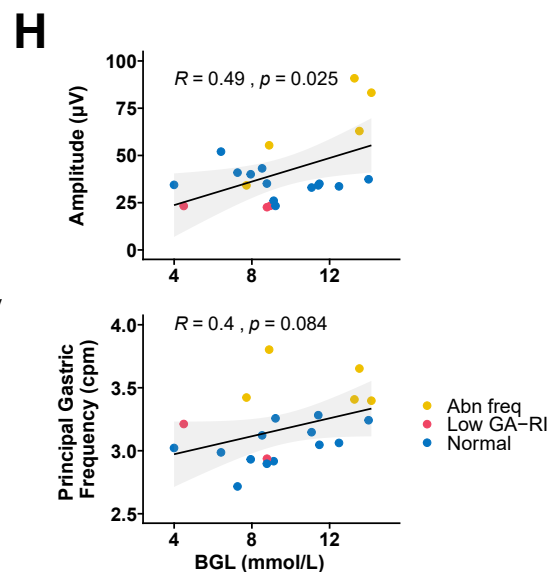 H
Amplitude (μV)
100
75
50
25
0
R = 0.49 , p = 0.025
4
8
12
Principal Gastric
Frequency (cpm)
4.0
3.5
3.0
2.5
R = 0.4 , p = 0.084
4
8
12
BGL (mmol/L)
Abn freq
Low GA−RI
Normal